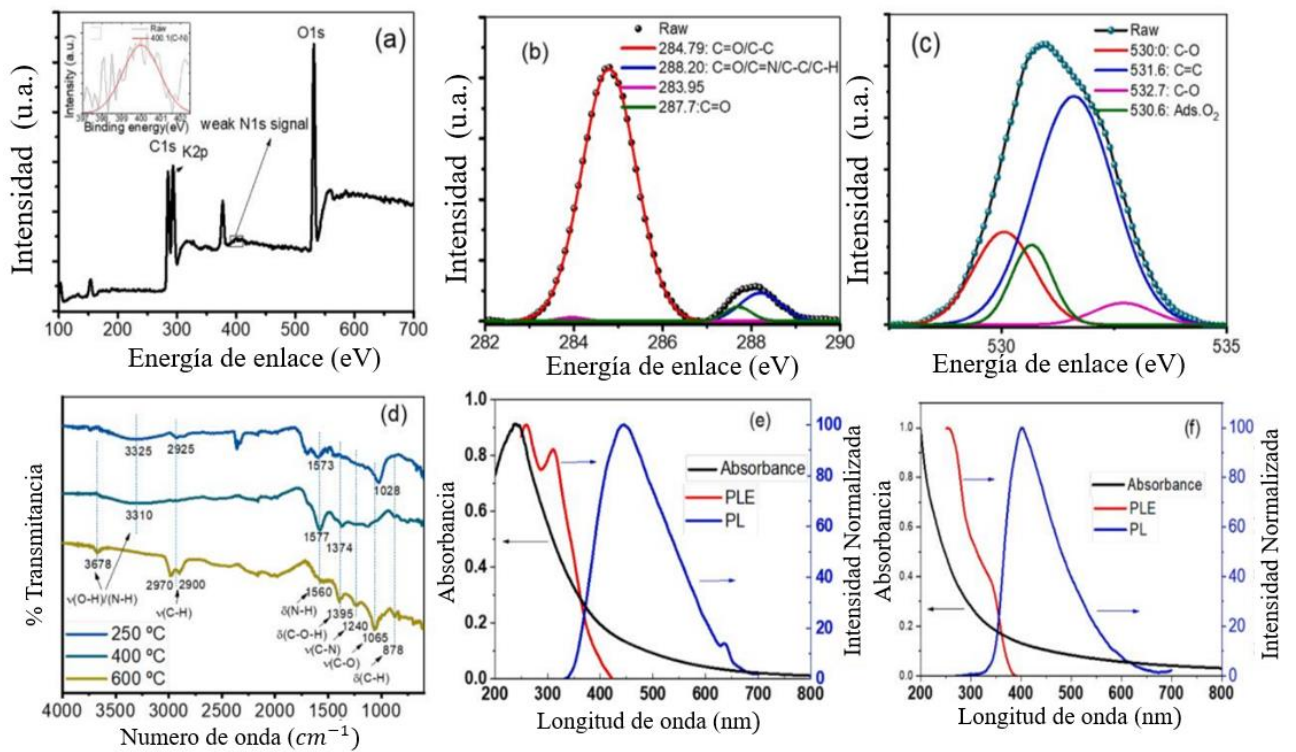 (a)
Raw
400.1(C-N)
Intensity (a.u.)
397 398 399 400 401 402
Binding energy(eV)
O1s
weak N1s signal
C1s
K2p
Intensidad (u.a.)
100 200 300 400 500 600 700
Energía de enlace (eV)
(b)
Raw
284.79: C=O/C-C
288.20: C=O/C=N/C-C/C-H
283.95
287.7:C=O
Intensidad (u.a.)
282 284 286 288 290
Energía de enlace (eV)
(c)
Raw
530:0: C-O
531.6: C=C
532.7: C-O
530.6: Ads.O2
Intensidad (u.a.)
530 535
Energía de enlace (eV)
(d)
3325 2925 1573 1028
3310 1577 1374
3678 2970 2900 1560 1395 1240 1065 878
ν(O-H)/(N-H)
ν(C-H)
δ(N-H)
δ(C-O-H)
ν(C-N)
ν(C-O)
δ(C-H)
250 ºC
400 ºC
600 ºC
% Transmitancia
4000 3500 3000 2500 2000 1500 1000
Numero de onda (cm⁻¹)
(e)
Absorbance
PLE
PL
Absorbancia
1.0
0.8
0.6
0.4
0.2
0.0
100
80
60
40
20
0
Intensidad Normalizada
200 300 400 500 600 700 800
Longitud de onda (nm)
(f)
Absorbance
PLE
PL
Absorbancia
1.0
0.8
0.6
0.4
0.2
0.0
100
80
60
40
20
0
Intensidad Normalizada
200 300 400 500 600 700 800
Longitud de onda (nm)